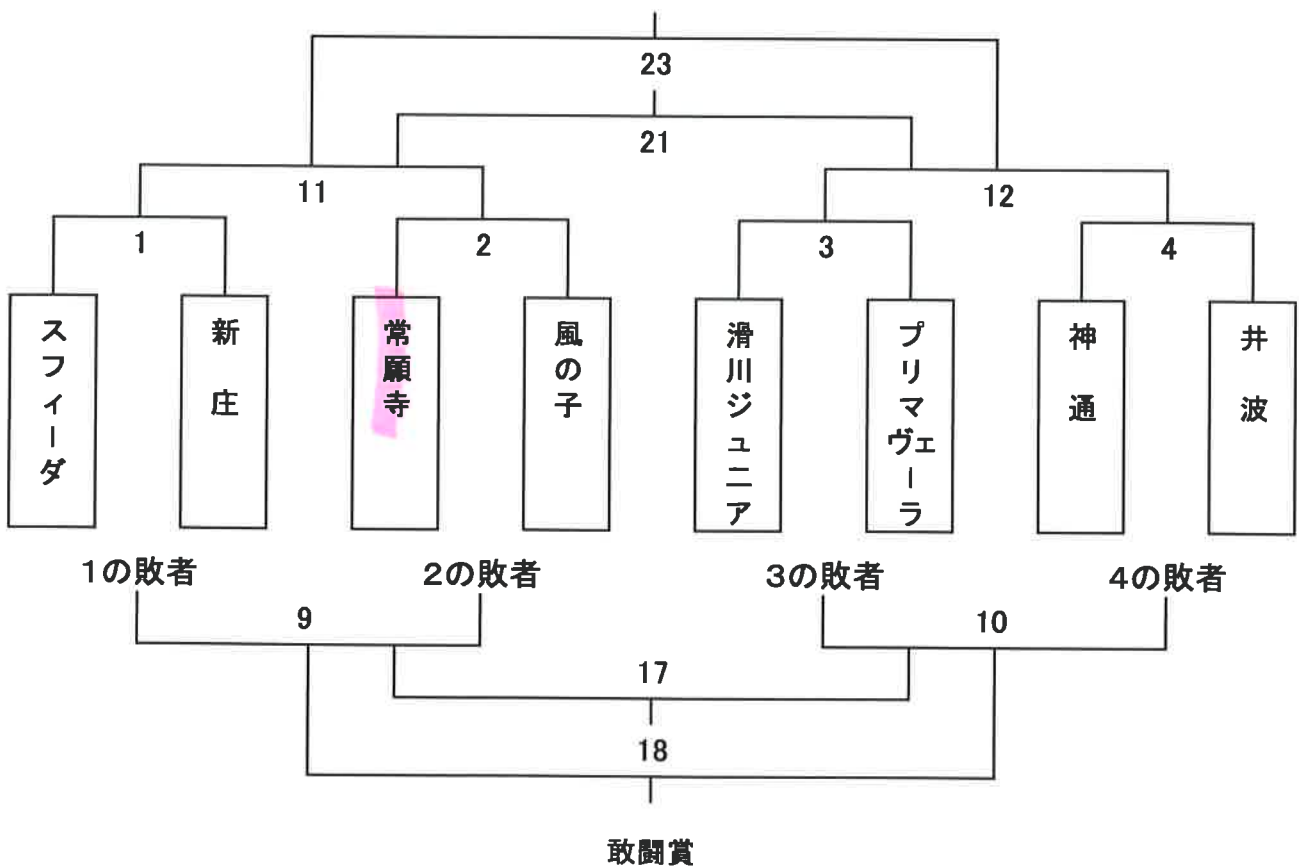 23
21
11
12
1
2
3
4
スフィーダ
新庄
常願寺
風の子
滑川ジュニア
プリマヴェーラ
神通
井波
1の敗者
2の敗者
3の敗者
4の敗者
9
10
17
18
敢闘賞